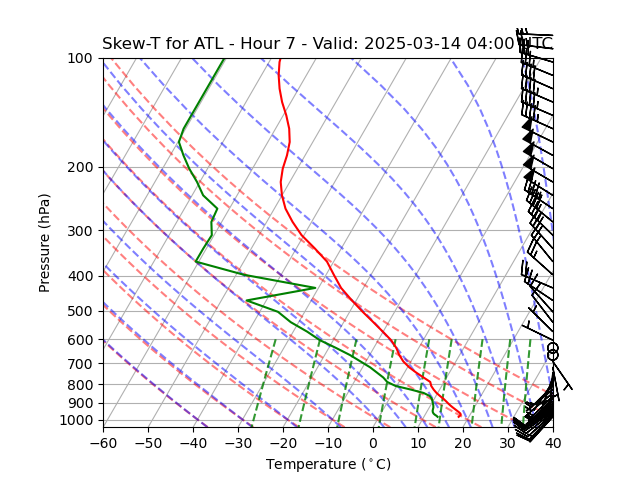 Skew-T for ATL - Hour 7 - Valid: 2025-03-14 04:00 UTC
100
200
300
400
500
600
700
800
900
1000
Pressure (hPa)
−60 −50 −40 −30 −20 −10 0 10 20 30 40
Temperature (°C)